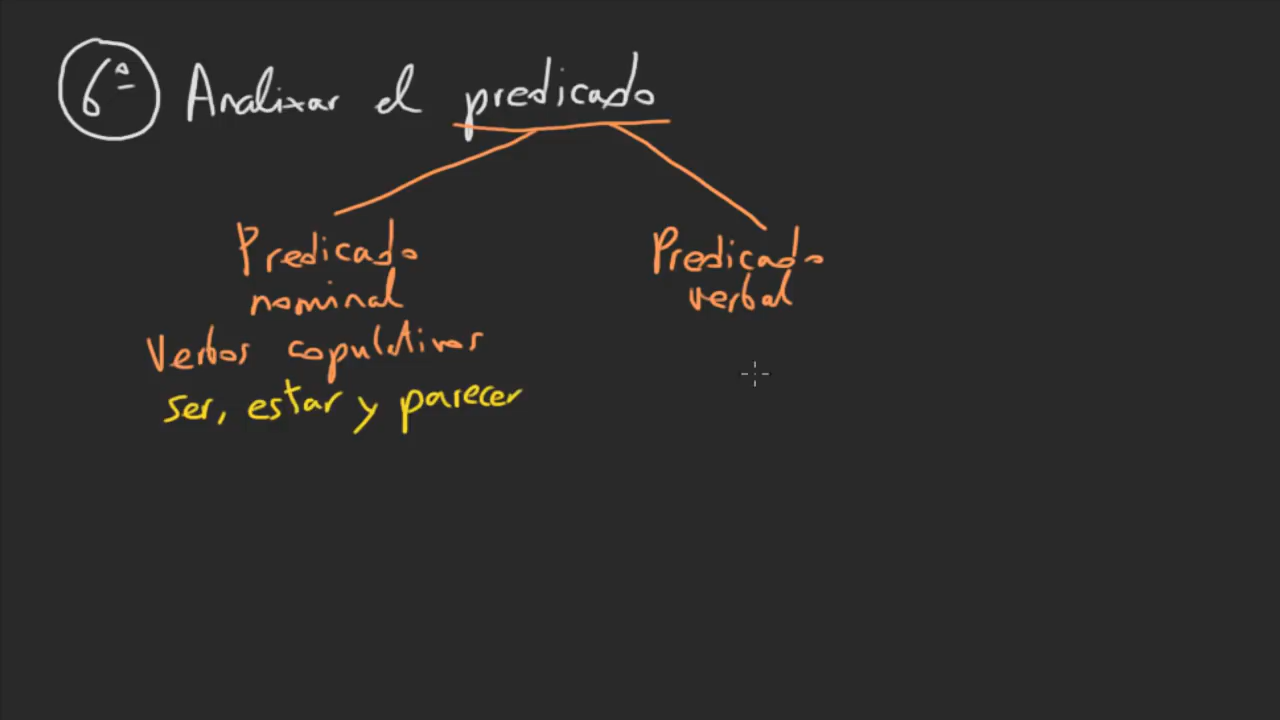 6ª Analizar el predicado
Predicado
nominal
Verbos copulativos
ser, estar y parecer
Predicado
verbal